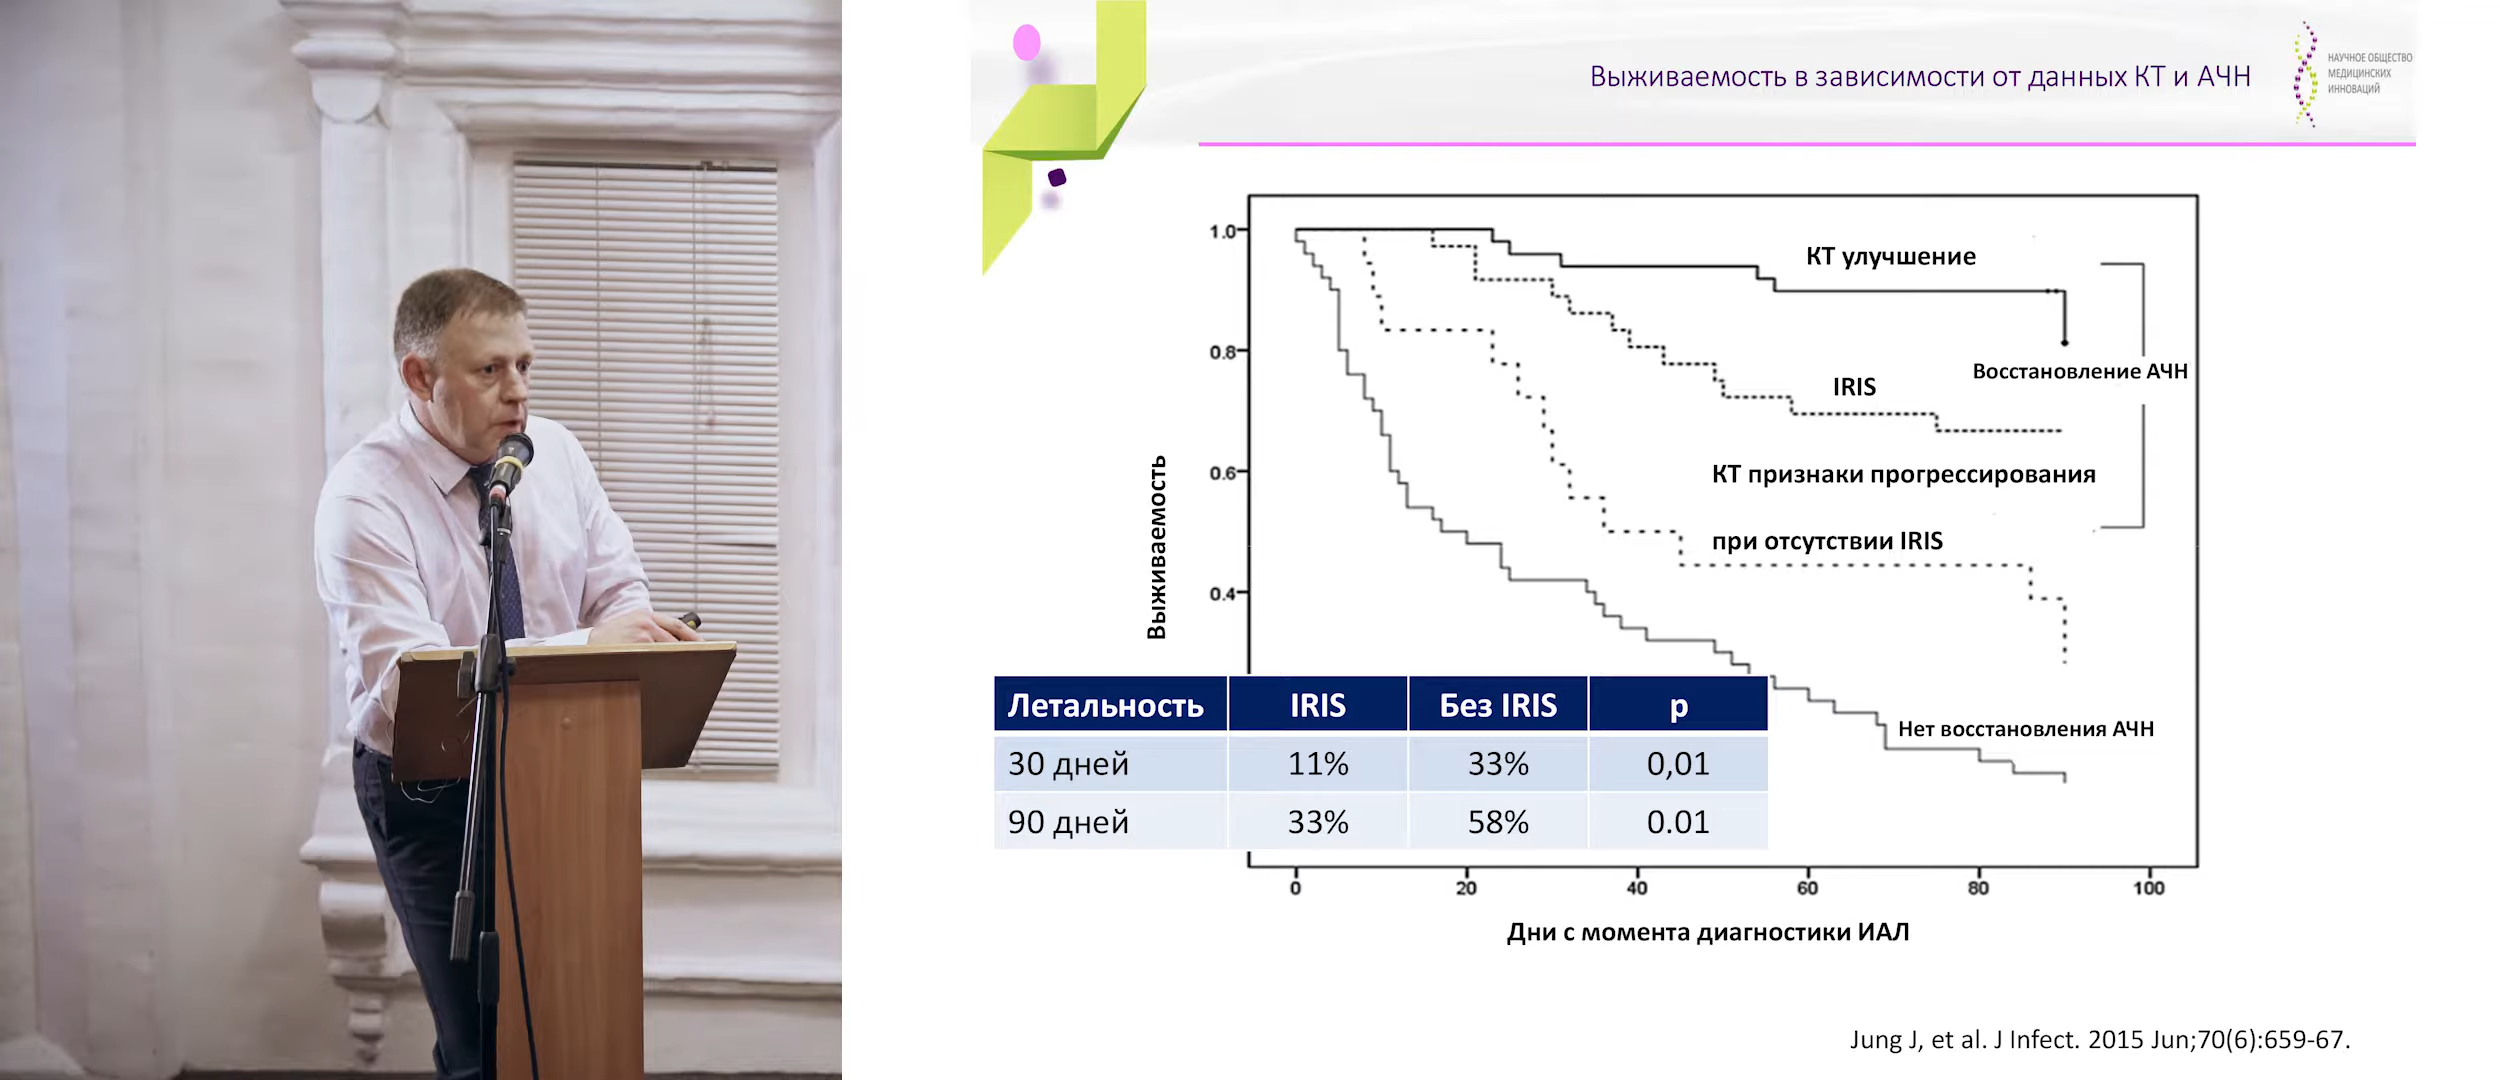 Выживаемость в зависимости от данных КТ и АЧН
НАУЧНОЕ ОБЩЕСТВО
МЕДИЦИНСКИХ
ИННОВАЦИЙ
1.0
0.8
0.6
0.4
Выживаемость
КТ улучшение
Восстановление АЧН
IRIS
КТ признаки прогрессирования
при отсутствии IRIS
Нет восстановления АЧН
Летальность IRIS Без IRIS p
30 дней 11% 33% 0,01
90 дней 33% 58% 0.01
0 20 40 60 80 100
Дни с момента диагностики ИАЛ
Jung J, et al. J Infect. 2015 Jun;70(6):659-67.